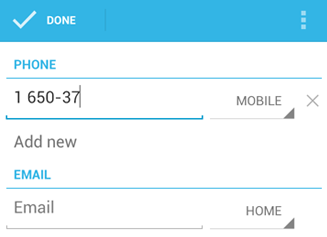 DONE
PHONE
1 650-37 MOBILE
Add new
EMAIL
Email HOME